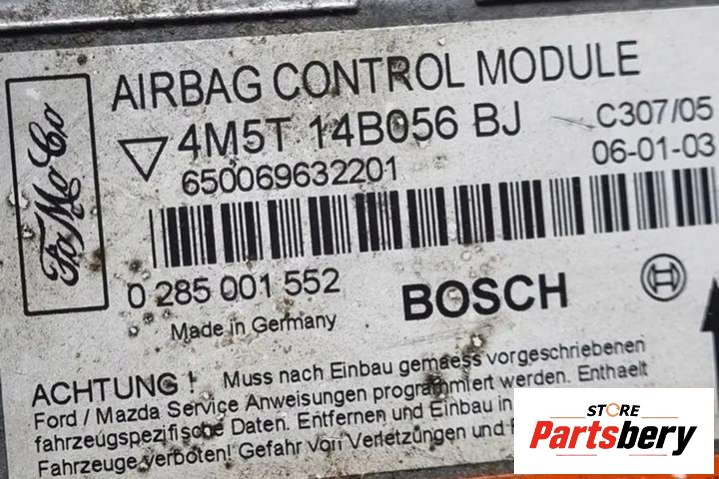 AIRBAG CONTROL MODULE
FoMoCo
4M5T 14B056 BJ
C307/05
650069632201
06-01-03
0 285 001 552
BOSCH
Made in Germany
ACHTUNG ! Muss nach Einbau gemaess vorgeschriebenen
Ford / Mazda Service Anweisungen programmiert werden. Enthaelt
fahrzeugspezifische Daten. Entfernen und Einbau in
Fahrzeuge verboten! Gefahr von Verletzungen und
STORE
Partsbery